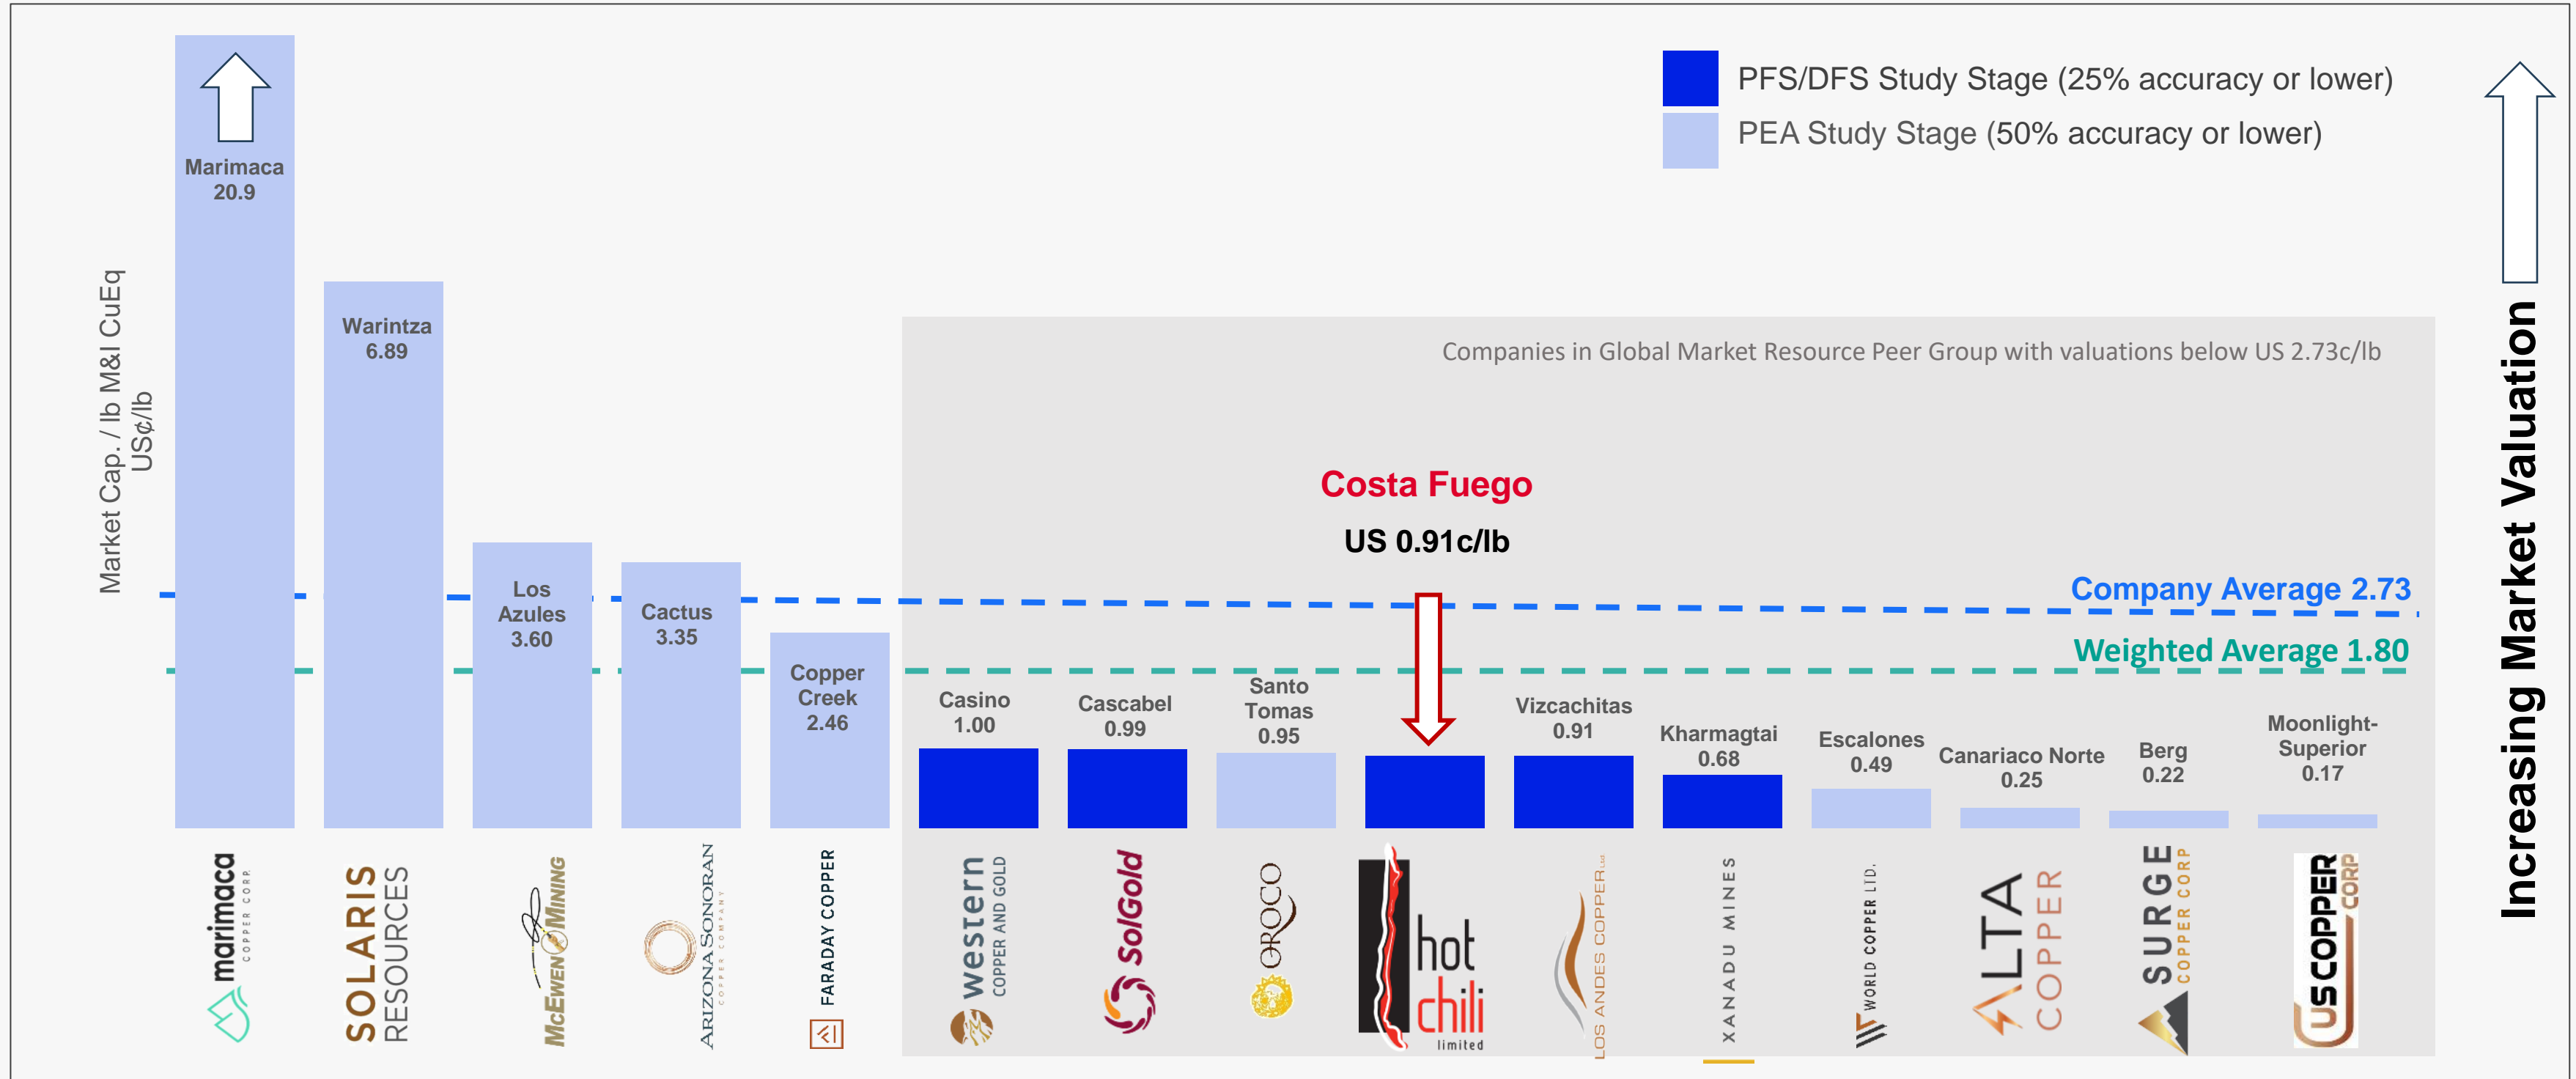 PFS/DFS Study Stage (25% accuracy or lower)
PEA Study Stage (50% accuracy or lower)
Increasing Market Valuation
Market Cap. / lb M&I CuEq
US¢/lb
Marimaca
20.9
Warintza
6.89
Los
Azules
3.60
Cactus
3.35
Copper
Creek
2.46
Companies in Global Market Resource Peer Group with valuations below US 2.73c/lb
Costa Fuego
US 0.91c/lb
Company Average 2.73
Weighted Average 1.80
Casino
1.00
Cascabel
0.99
Santo
Tomas
0.95
Vizcachitas
0.91
Kharmagtai
0.68
Escalones
0.49
Canariaco Norte
0.25
Berg
0.22
Moonlight-
Superior
0.17
marimaca
COPPER CORP.
SOLARIS
RESOURCES
McEWEN MINING
ARIZONA SONORAN
COPPER COMPANY
FARADAY COPPER
western
COPPER AND GOLD
SolGold
OROCO
hot
chili
limited
LOS ANDES COPPER Ltd
XANADU MINES
WORLD COPPER LTD.
ALTA
COPPER
SURGE
COPPER CORP
US COPPER
CORP